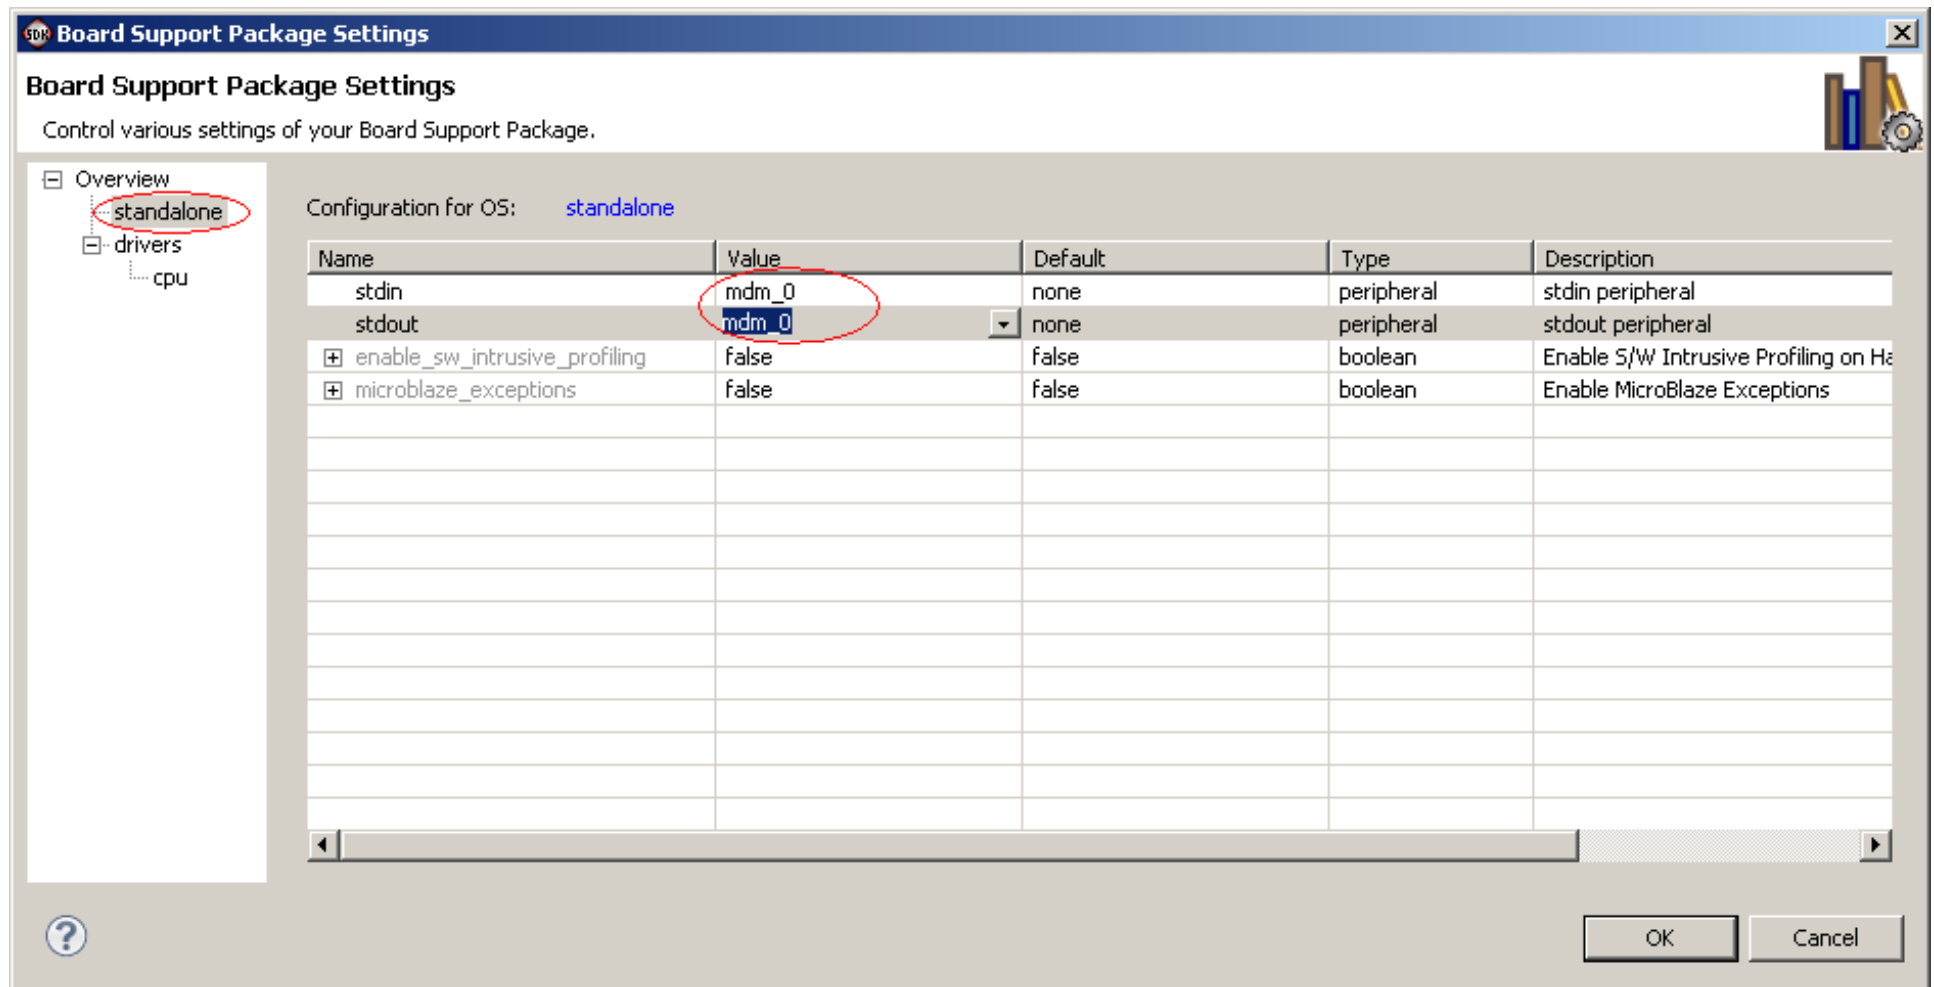 SDK Board Support Package Settings
Board Support Package Settings
Control various settings of your Board Support Package.
Overview
standalone
drivers
cpu
Configuration for OS: standalone
Name Value Default Type Description
stdin mdm_0 none peripheral stdin peripheral
stdout mdm_0 none peripheral stdout peripheral
enable_sw_intrusive_profiling false false boolean Enable S/W Intrusive Profiling on Ha
microblaze_exceptions false false boolean Enable MicroBlaze Exceptions
OK Cancel